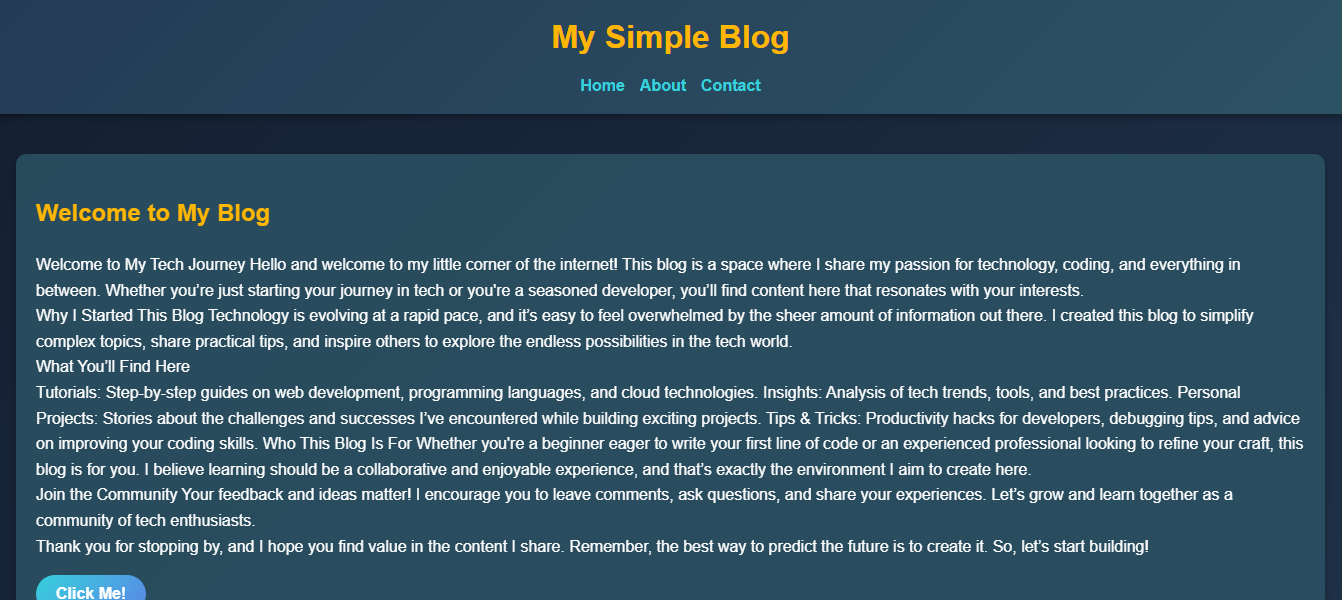 My Simple Blog
Home About Contact
Welcome to My Blog
Welcome to My Tech Journey Hello and welcome to my little corner of the internet! This blog is a space where I share my passion for technology, coding, and everything in
between. Whether you’re just starting your journey in tech or you're a seasoned developer, you’ll find content here that resonates with your interests.
Why I Started This Blog Technology is evolving at a rapid pace, and it’s easy to feel overwhelmed by the sheer amount of information out there. I created this blog to simplify
complex topics, share practical tips, and inspire others to explore the endless possibilities in the tech world.
What You’ll Find Here
Tutorials: Step-by-step guides on web development, programming languages, and cloud technologies. Insights: Analysis of tech trends, tools, and best practices. Personal
Projects: Stories about the challenges and successes I’ve encountered while building exciting projects. Tips & Tricks: Productivity hacks for developers, debugging tips, and advice
on improving your coding skills. Who This Blog Is For Whether you're a beginner eager to write your first line of code or an experienced professional looking to refine your craft, this
blog is for you. I believe learning should be a collaborative and enjoyable experience, and that’s exactly the environment I aim to create here.
Join the Community Your feedback and ideas matter! I encourage you to leave comments, ask questions, and share your experiences. Let’s grow and learn together as a
community of tech enthusiasts.
Thank you for stopping by, and I hope you find value in the content I share. Remember, the best way to predict the future is to create it. So, let’s start building!
Click Me!